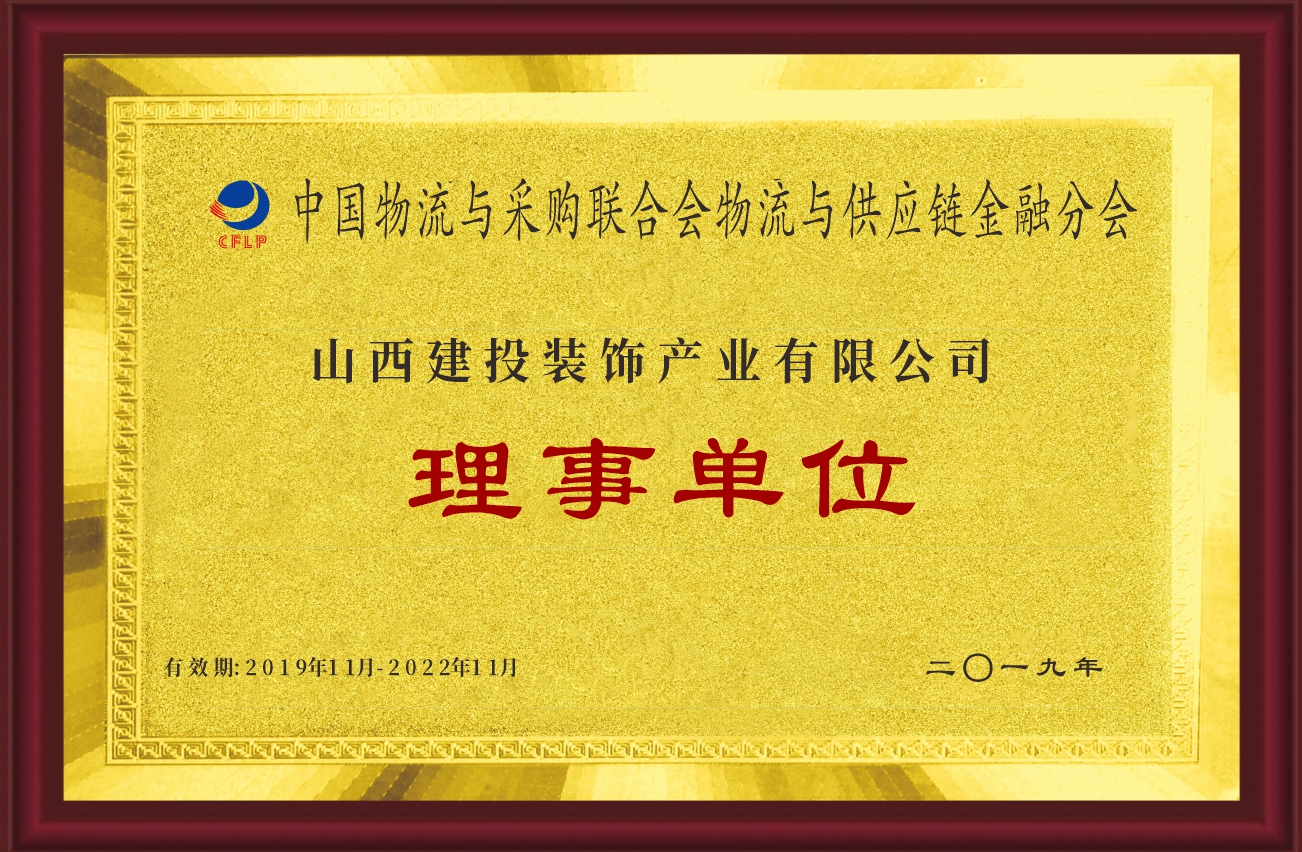 CFLP
中国物流与采购联合会物流与供应链金融分会
山西建投装饰产业有限公司
理事单位
有效期:2019年11月-2022年11月
二〇一九年